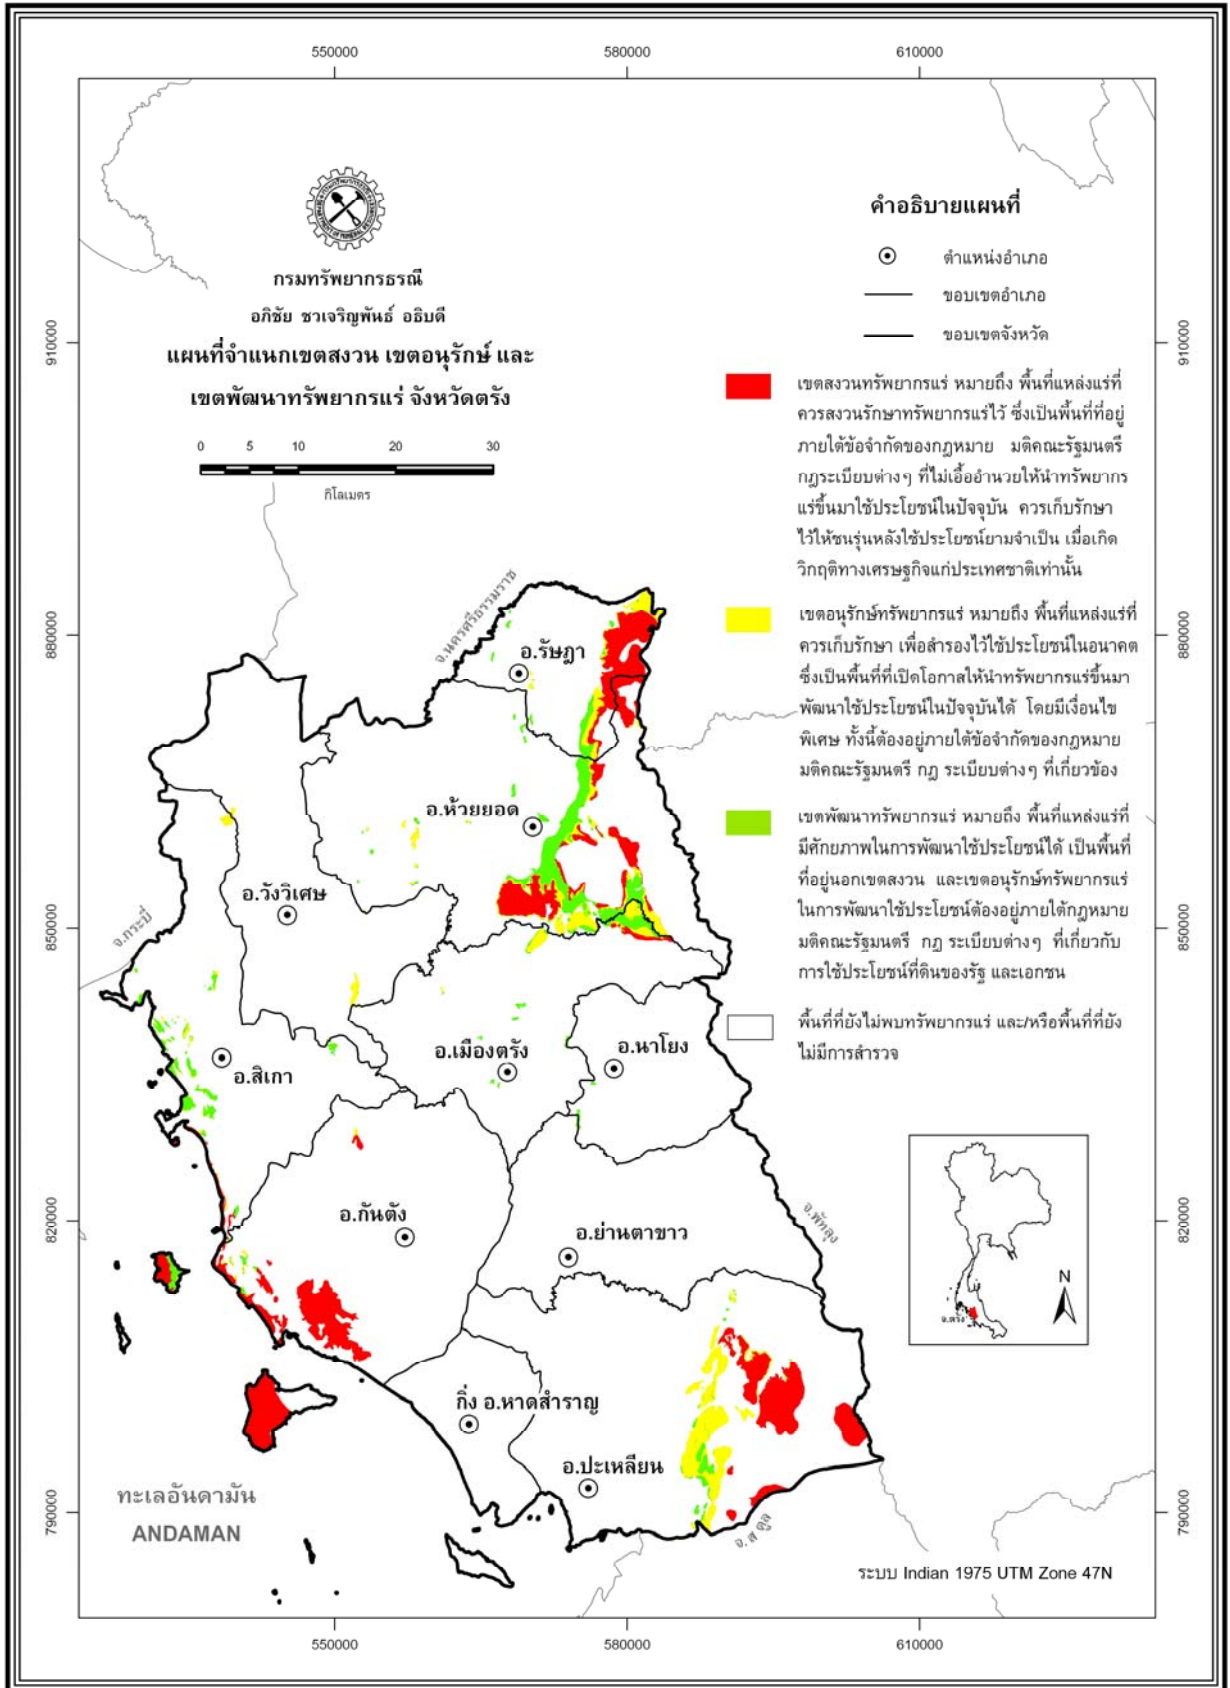 550000
580000
610000
กรมทรัพยากรธรณี
อภิชัย ชวเจริญพันธ์ อธิบดี
แผนที่จำแนกเขตสงวน เขตอนุรักษ์ และ
เขตพัฒนาทรัพยากรแร่ จังหวัดตรัง
0 5 10 20 30
กิโลเมตร
คำอธิบายแผนที่
ตำแหน่งอำเภอ
ขอบเขตอำเภอ
ขอบเขตจังหวัด
เขตสงวนทรัพยากรแร่ หมายถึง พื้นที่แหล่งแร่ที่
ควรสงวนรักษาทรัพยากรแร่ไว้ ซึ่งเป็นพื้นที่ที่อยู่
ภายใต้ข้อจำกัดของกฎหมาย มติคณะรัฐมนตรี
กฎระเบียบต่างๆ ที่ไม่เอื้ออำนวยให้นำทรัพยากร
แร่ขึ้นมาใช้ประโยชน์ในปัจจุบัน ควรเก็บรักษา
ไว้ให้ชนรุ่นหลังใช้ประโยชน์ยามจำเป็น เมื่อเกิด
วิกฤติทางเศรษฐกิจแก่ประเทศชาติเท่านั้น
เขตอนุรักษ์ทรัพยากรแร่ หมายถึง พื้นที่แหล่งแร่ที่
ควรเก็บรักษา เพื่อสำรองไว้ใช้ประโยชน์ในอนาคต
ซึ่งเป็นพื้นที่ที่เปิดโอกาสให้นำทรัพยากรแร่ขึ้นมา
พัฒนาใช้ประโยชน์ในปัจจุบันได้ โดยมีเงื่อนไข
พิเศษ ทั้งนี้ต้องอยู่ภายใต้ข้อจำกัดของกฎหมาย
มติคณะรัฐมนตรี กฎ ระเบียบต่างๆ ที่เกี่ยวข้อง
เขตพัฒนาทรัพยากรแร่ หมายถึง พื้นที่แหล่งแร่ที่
มีศักยภาพในการพัฒนาใช้ประโยชน์ได้ เป็นพื้นที่
ที่อยู่นอกเขตสงวน และเขตอนุรักษ์ทรัพยากรแร่
ในการพัฒนาใช้ประโยชน์ต้องอยู่ภายใต้กฎหมาย
มติคณะรัฐมนตรี กฎ ระเบียบต่างๆ ที่เกี่ยวกับ
การใช้ประโยชน์ที่ดินของรัฐ และเอกชน
พื้นที่ที่ยังไม่พบทรัพยากรแร่ และ/หรือพื้นที่ที่ยัง
ไม่มีการสำรวจ
910000
910000
880000
880000
850000
850000
820000
820000
790000
790000
จ.นครศรีธรรมราช
อ.รัษฎา
อ.ห้วยยอด
อ.วังวิเศษ
จ.กระบี่
อ.เมืองตรัง
อ.นาโยง
อ.สิเกา
อ.กันตัง
อ.ย่านตาขาว
จ.พัทลุง
กิ่ง อ.หาดสำราญ
อ.ปะเหลียน
จ.สตูล
จ.ตรัง
N
ทะเลอันดามัน
ANDAMAN
ระบบ Indian 1975 UTM Zone 47N
550000
580000
610000